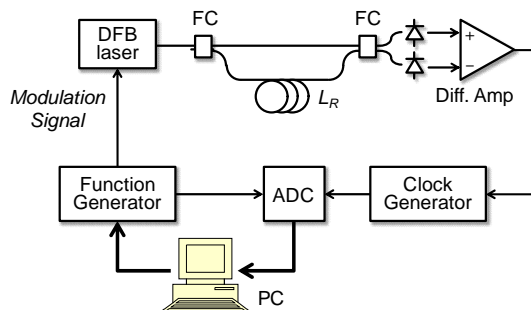 FC
FC
DFB
laser
+
−
Modulation
Signal
L_R
Diff. Amp
Function
Generator
ADC
Clock
Generator
PC